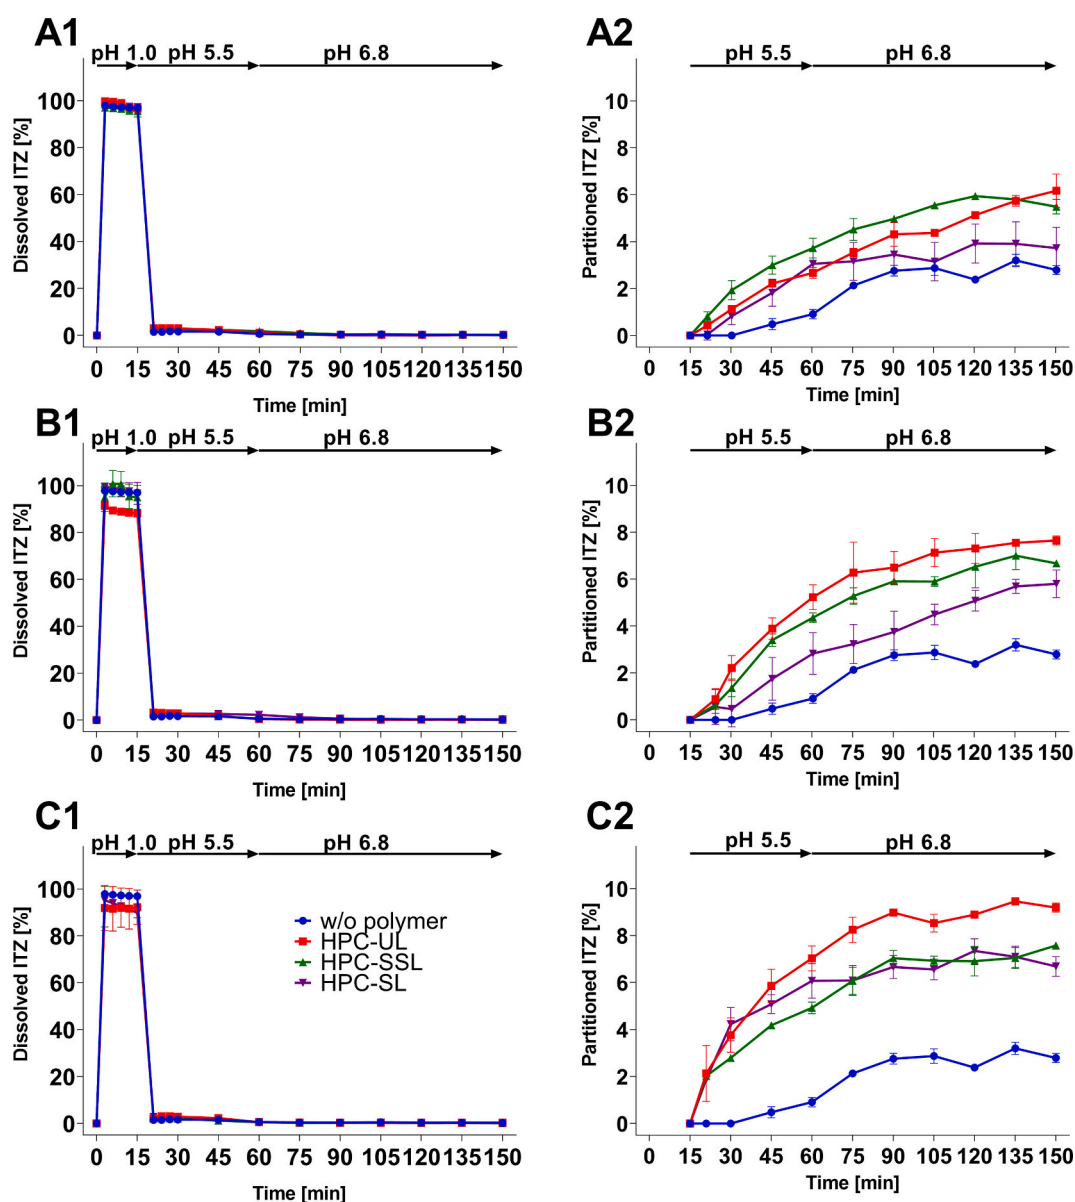 A1
pH 1.0 pH 5.5 pH 6.8
Dissolved ITZ [%]
100
80
60
40
20
0
0 15 30 45 60 75 90 105 120 135 150
Time [min]
A2
pH 5.5 pH 6.8
Partitioned ITZ [%]
10
8
6
4
2
0
0 15 30 45 60 75 90 105 120 135 150
Time [min]
B1
pH 1.0 pH 5.5 pH 6.8
Dissolved ITZ [%]
100
80
60
40
20
0
0 15 30 45 60 75 90 105 120 135 150
Time [min]
B2
pH 5.5 pH 6.8
Partitioned ITZ [%]
10
8
6
4
2
0
0 15 30 45 60 75 90 105 120 135 150
Time [min]
C1
pH 1.0 pH 5.5 pH 6.8
Dissolved ITZ [%]
100
80
60
40
20
0
w/o polymer
HPC-UL
HPC-SSL
HPC-SL
0 15 30 45 60 75 90 105 120 135 150
Time [min]
C2
pH 5.5 pH 6.8
Partitioned ITZ [%]
10
8
6
4
2
0
0 15 30 45 60 75 90 105 120 135 150
Time [min]